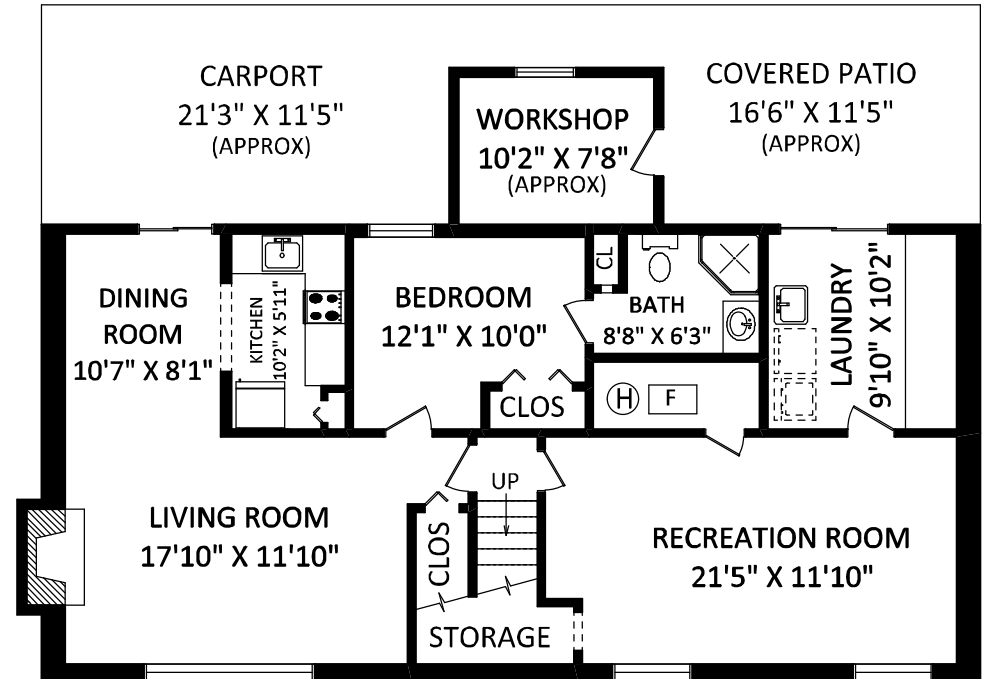 CARPORT
21'3" X 11'5"
(APPROX)
WORKSHOP
10'2" X 7'8"
(APPROX)
COVERED PATIO
16'6" X 11'5"
(APPROX)
DINING
ROOM
10'7" X 8'1"
KITCHEN
10'2" X 5'11"
BEDROOM
12'1" X 10'0"
CLOS
CL
BATH
8'8" X 6'3"
H
F
LAUNDRY
9'10" X 10'2"
LIVING ROOM
17'10" X 11'10"
CLOS
UP
STORAGE
RECREATION ROOM
21'5" X 11'10"